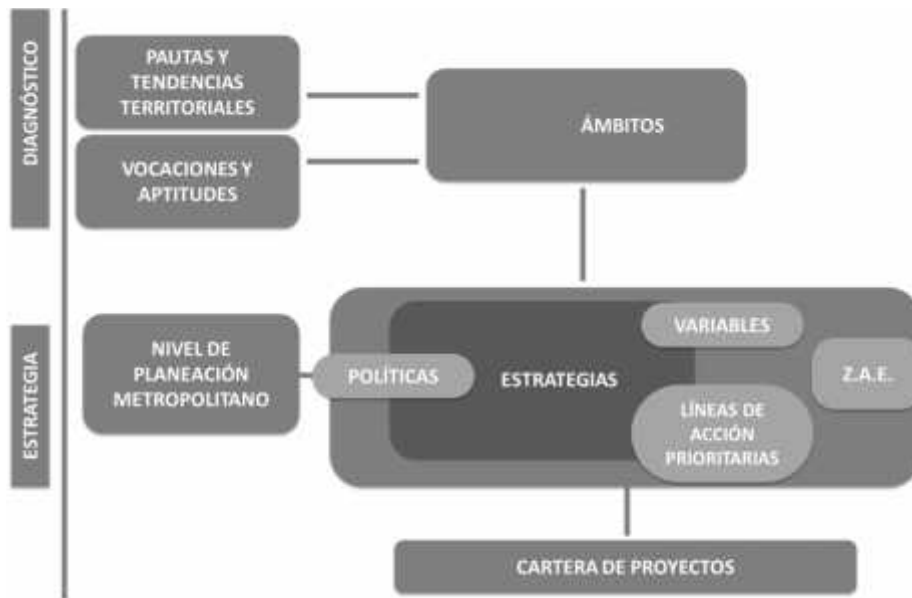 DIAGNÓSTICO
PAUTAS Y
TENDENCIAS
TERRITORIALES
ÁMBITOS
VOCACIONES Y
APTITUDES
ESTRATEGIA
NIVEL DE
PLANEACIÓN
METROPOLITANO
POLÍTICAS
ESTRATEGIAS
VARIABLES
LÍNEAS DE
ACCIÓN
PRIORITARIAS
Z.A.E.
CARTERA DE PROYECTOS